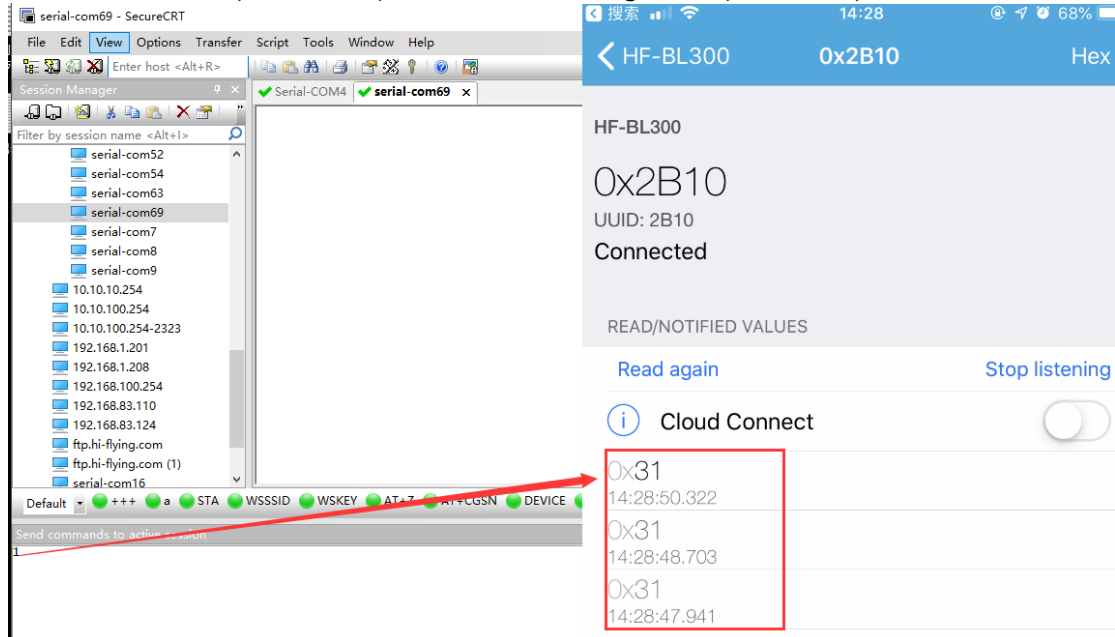 serial-com69 - SecureCRT
File Edit View Options Transfer Script Tools Window Help
Enter host <Alt+R>
Session Manager
Serial-COM4 serial-com69
Filter by session name <Alt+I>
serial-com52
serial-com54
serial-com63
serial-com69
serial-com7
serial-com8
serial-com9
10.10.10.254
10.10.100.254
10.10.100.254-2323
192.168.1.201
192.168.1.208
192.168.100.254
192.168.83.110
192.168.83.124
ftp.hi-flying.com
ftp.hi-flying.com (1)
serial-com16
Default +++ a STA WSSSID WSKEY AT+Z AT+CGSN DEVICE
Send commands to active session
1
搜索 14:28 68%
HF-BL300 0x2B10 Hex
HF-BL300
0x2B10
UUID: 2B10
Connected
READ/NOTIFIED VALUES
Read again Stop listening
Cloud Connect
0x31
14:28:50.322
0x31
14:28:48.703
0x31
14:28:47.941